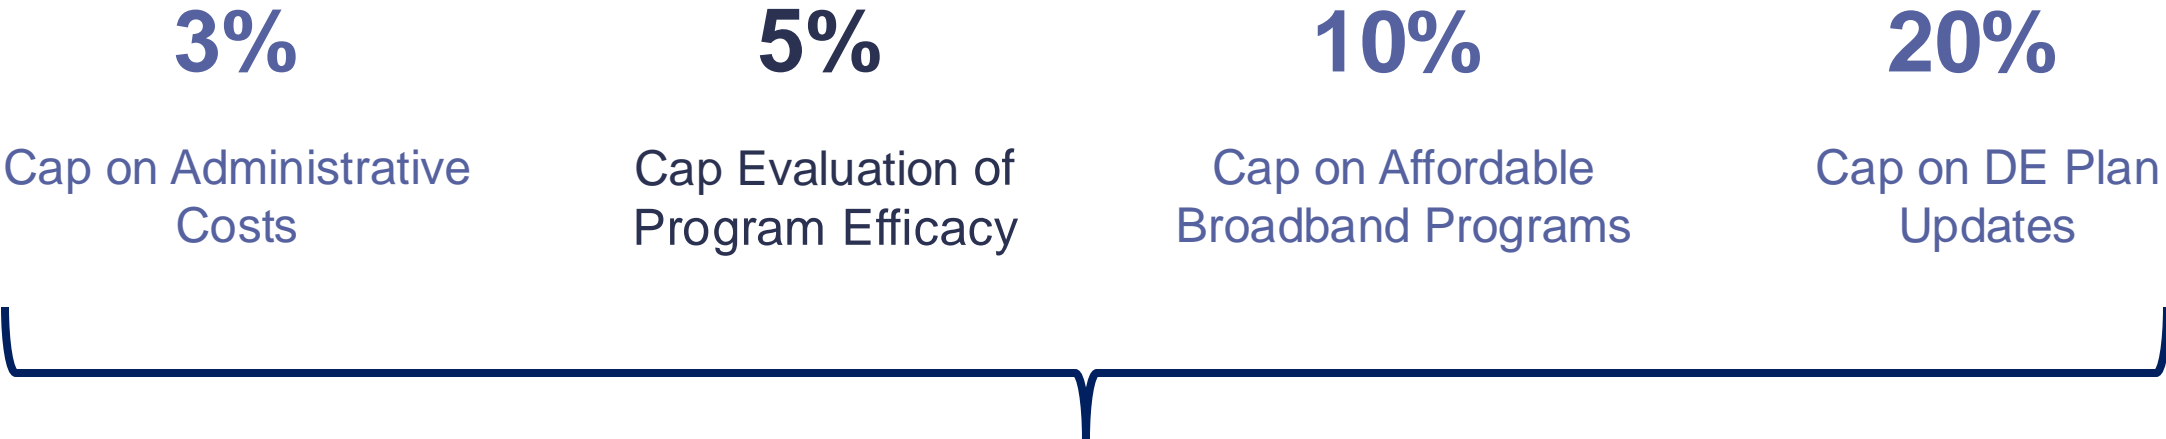 3%
Cap on Administrative
Costs
5%
Cap Evaluation of
Program Efficacy
10%
Cap on Affordable
Broadband Programs
20%
Cap on DE Plan
Updates